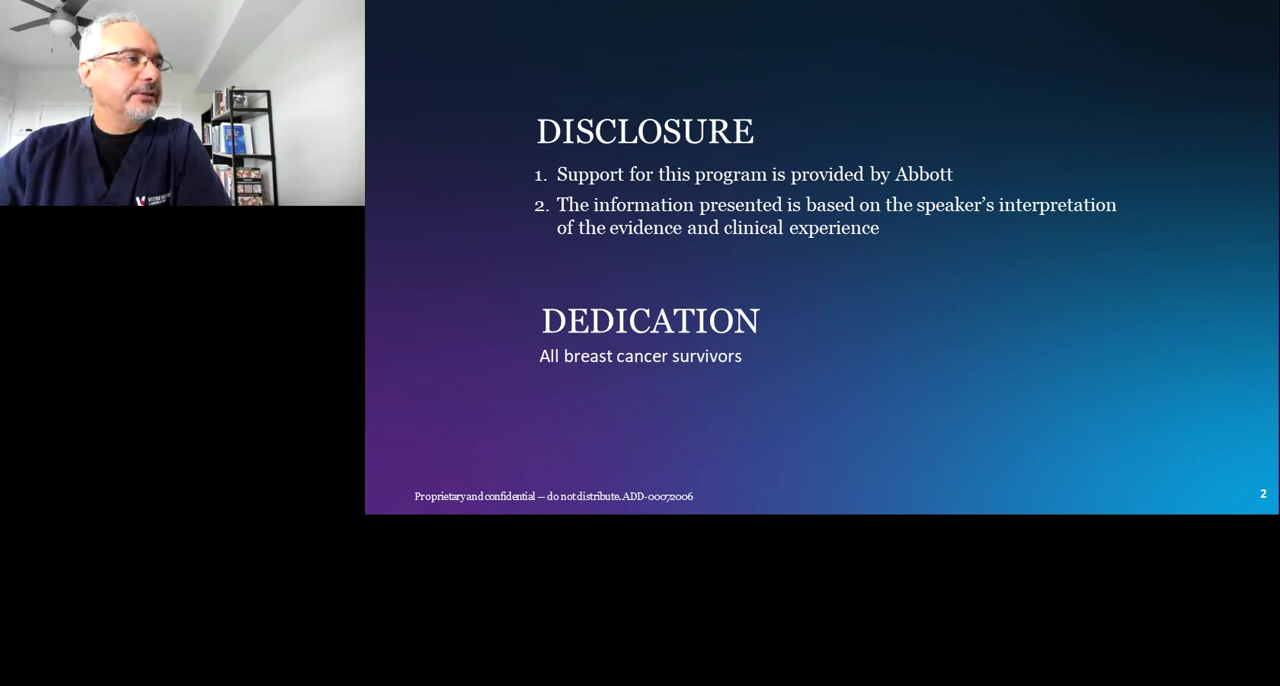 DISCLOSURE
1. Support for this program is provided by Abbott
2. The information presented is based on the speaker’s interpretation
of the evidence and clinical experience
DEDICATION
All breast cancer survivors
Proprietary and confidential — do not distribute. ADD-00072006
2